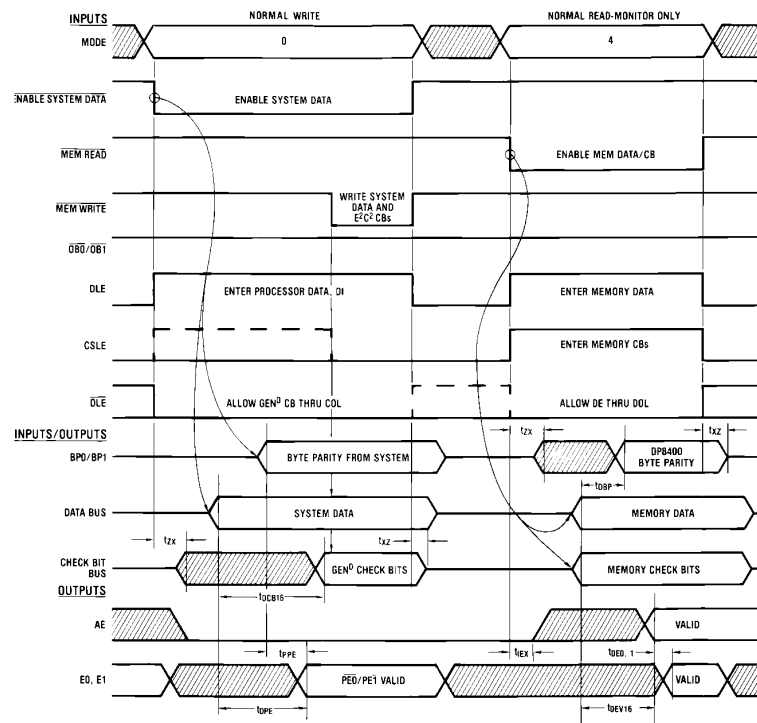 INPUTS NORMAL WRITE NORMAL READ-MONITOR ONLY
MODE 0 4
ENABLE SYSTEM DATA ENABLE SYSTEM DATA
MEM READ ENABLE MEM DATA/CB
MEM WRITE WRITE SYSTEM
DATA AND
E²C² CBs
OB0/OB1
DLE ENTER PROCESSOR DATA, DI ENTER MEMORY DATA
CSLE ENTER MEMORY CBs
OLE ALLOW GENᴰ CB THRU COL ALLOW DE THRU DOL
INPUTS/OUTPUTS tZX tXZ
BP0/BP1 BYTE PARITY FROM SYSTEM DP8400
BYTE PARITY
tDBP
DATA BUS SYSTEM DATA MEMORY DATA
tZX tXZ
CHECK BIT
BUS GENᴰ CHECK BITS MEMORY CHECK BITS
tDCB16
OUTPUTS
AE VALID
tPPE tIEX tDE0, 1
E0, E1 PE0/PE1 VALID VALID
tDPE tDEV16